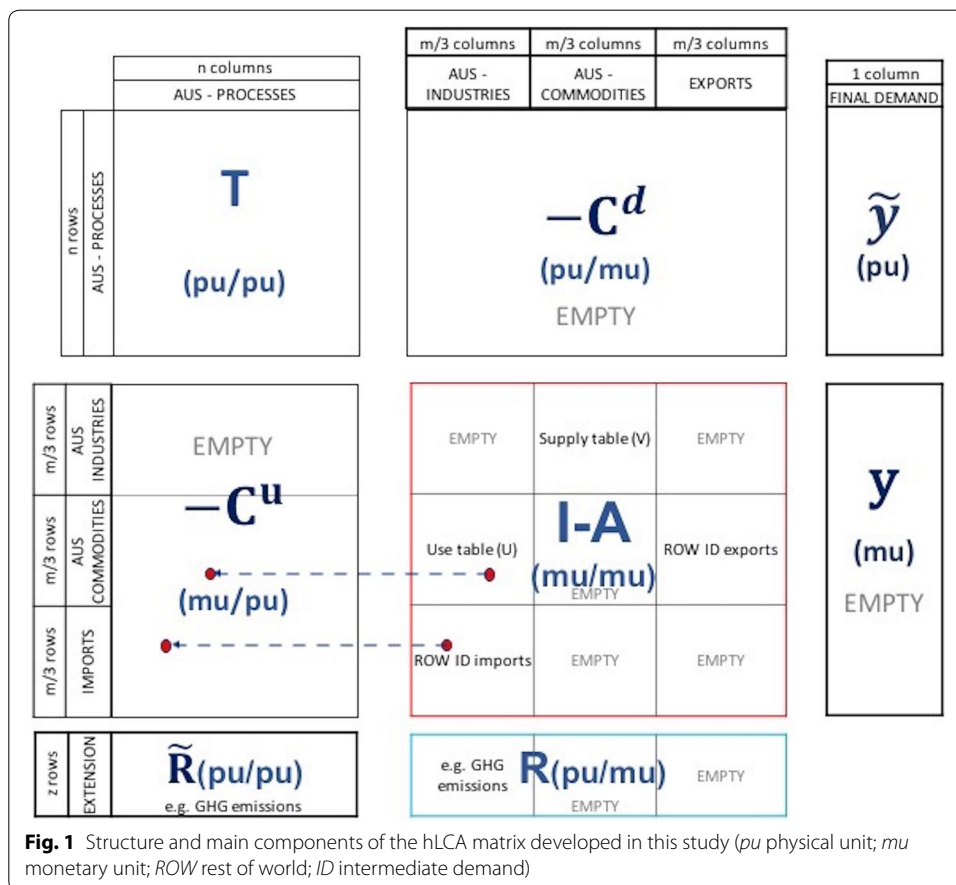 m/3 columns m/3 columns m/3 columns
n columns
AUS - PROCESSES
AUS - INDUSTRIES
AUS - COMMODITIES
EXPORTS
1 column
FINAL DEMAND
n rows
AUS - PROCESSES
T
(pu/pu)
−C^d
(pu/mu)
EMPTY
ỹ
(pu)
m/3 rows
AUS
INDUSTRIES
m/3 rows
AUS
COMMODITIES
m/3 rows
IMPORTS
EMPTY
−C^u
(mu/pu)
EMPTY
Supply table (V)
EMPTY
Use table (U)
I-A
(mu/mu)
EMPTY
ROW ID exports
ROW ID imports
EMPTY
EMPTY
y
(mu)
EMPTY
z rows
EXTENSION
R̃(pu/pu)
e.g. GHG emissions
e.g. GHG
emissions
R(pu/mu)
EMPTY
EMPTY
Fig. 1 Structure and main components of the hLCA matrix developed in this study (pu physical unit; mu
monetary unit; ROW rest of world; ID intermediate demand)